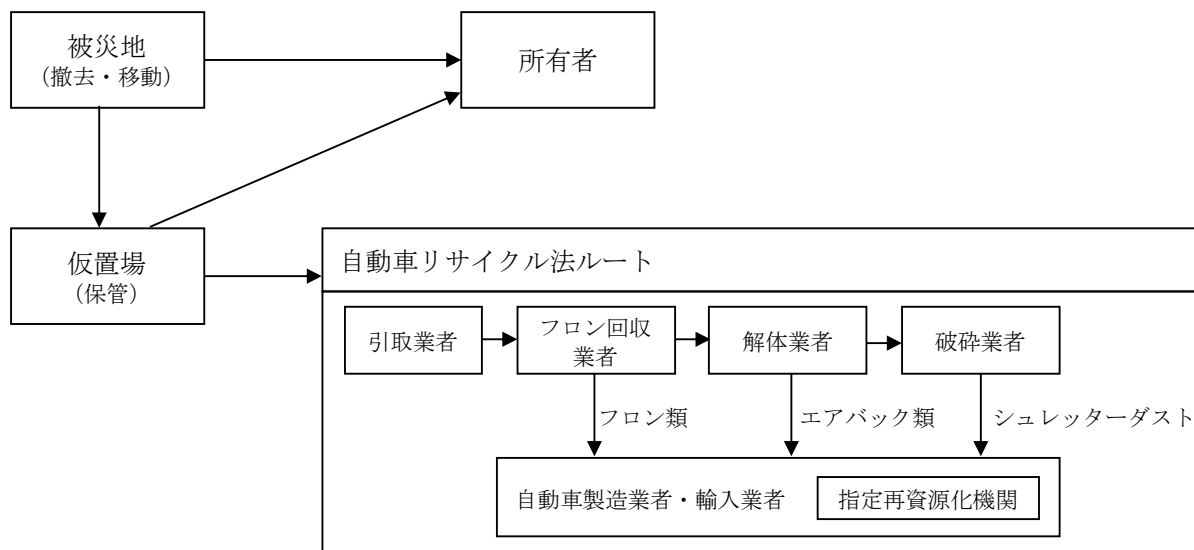 被災地
（撤去・移動）
所有者
仮置場
（保管）
自動車リサイクル法ルート
引取業者
フロン回収
業者
解体業者
破砕業者
フロン類
エアバック類
シュレッターダスト
自動車製造業者・輸入業者
指定再資源化機関